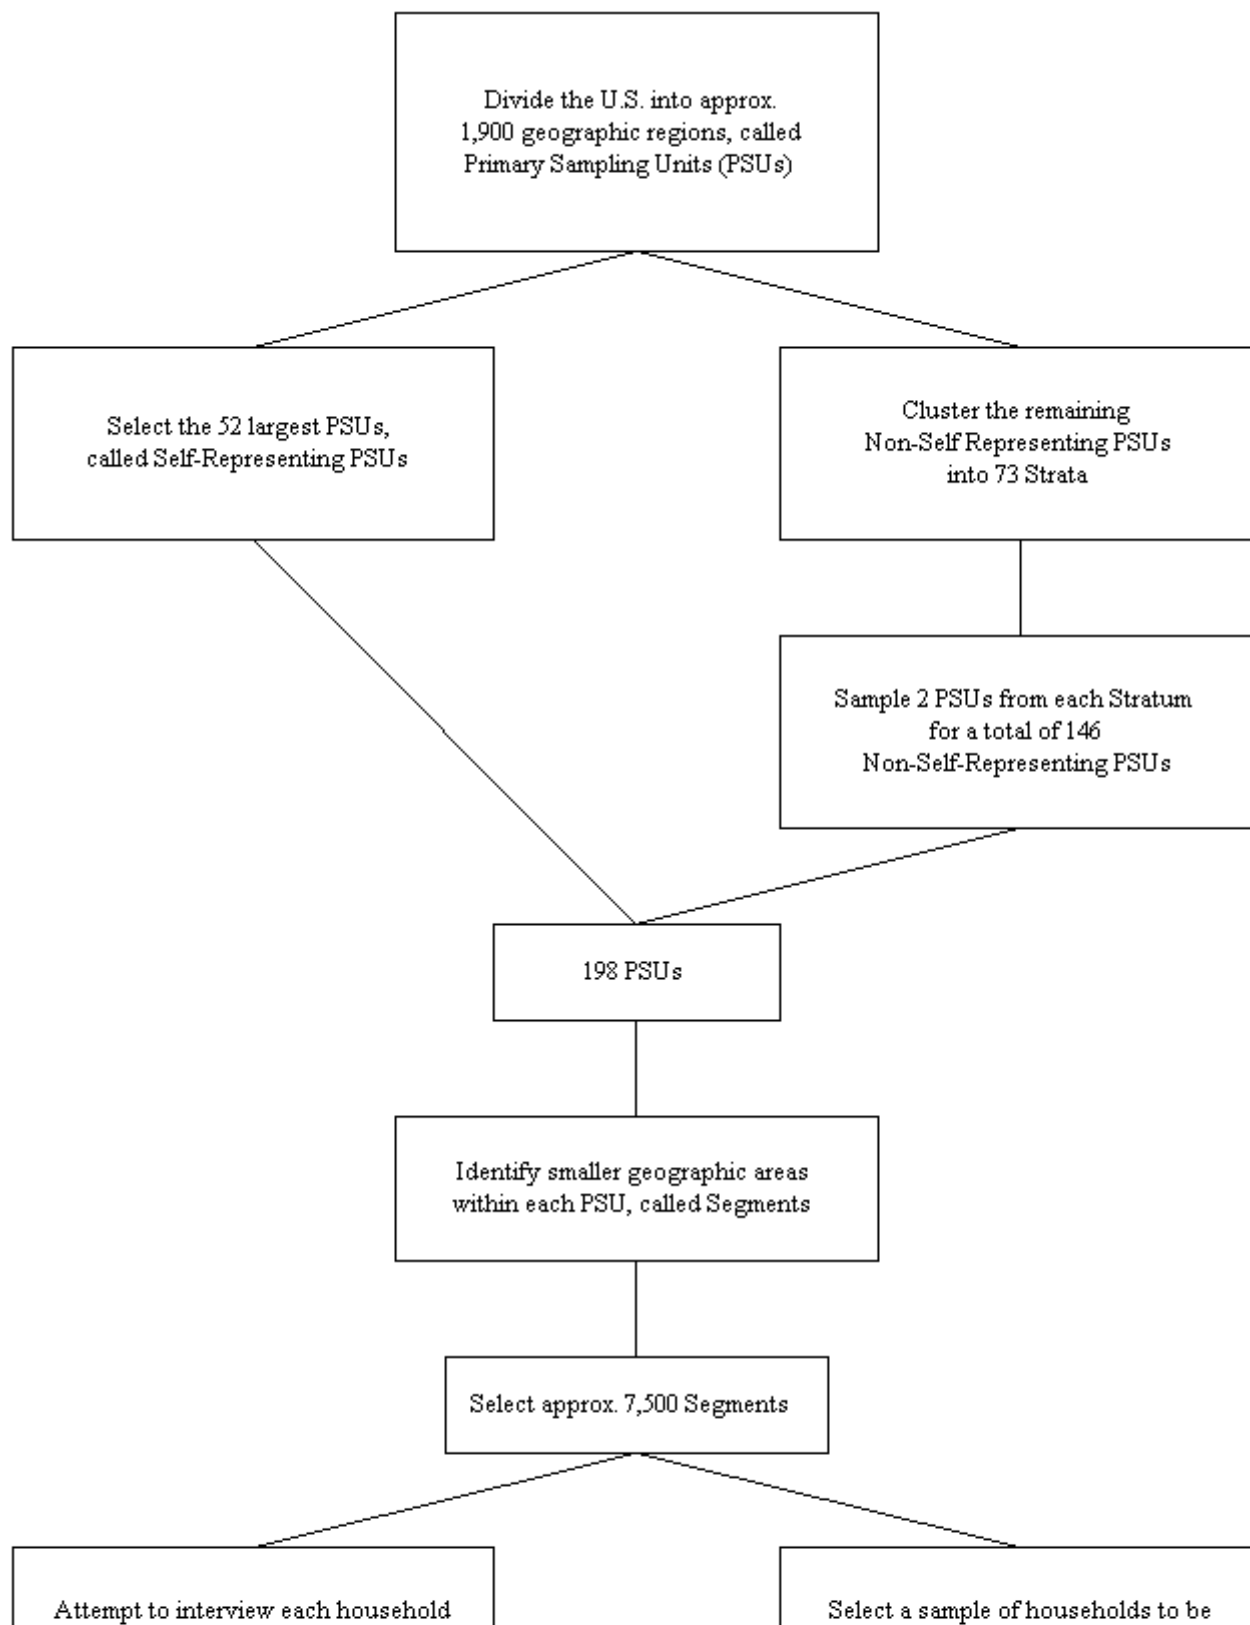 Divide the U.S. into approx.
1,900 geographic regions, called
Primary Sampling Units (PSUs)
Select the 52 largest PSUs,
called Self-Representing PSUs
Cluster the remaining
Non-Self Representing PSUs
into 73 Strata
Sample 2 PSUs from each Stratum
for a total of 146
Non-Self-Representing PSUs
198 PSUs
Identify smaller geographic areas
within each PSU, called Segments
Select approx. 7,500 Segments
Attempt to interview each household
Select a sample of households to be